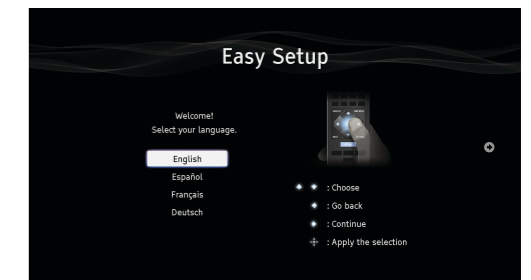 Easy Setup
Welcome!
Select your language.
English
Español
Français
Deutsch
: Choose
: Go back
: Continue
: Apply the selection